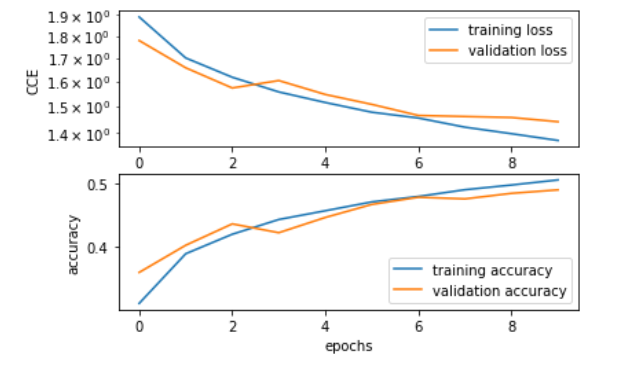 1.9 × 10⁰
1.8 × 10⁰
1.7 × 10⁰
1.6 × 10⁰
1.5 × 10⁰
1.4 × 10⁰
CCE
training loss
validation loss
0 2 4 6 8
0.5
0.4
accuracy
training accuracy
validation accuracy
0 2 4 6 8
epochs